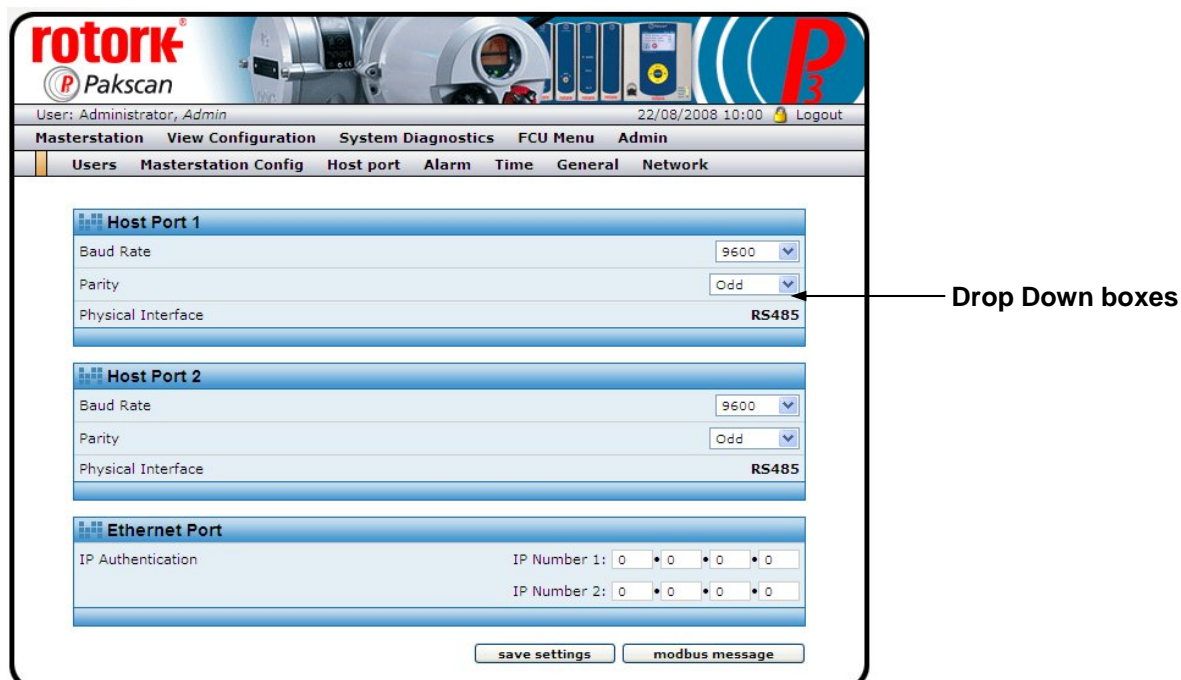 rotork®
P Pakscan
P3
User: Administrator, Admin 22/08/2008 10:00 Logout
Masterstation View Configuration System Diagnostics FCU Menu Admin
Users Masterstation Config Host port Alarm Time General Network
Host Port 1
Baud Rate 9600
Parity Odd
Drop Down boxes
Physical Interface RS485
Host Port 2
Baud Rate 9600
Parity Odd
Physical Interface RS485
Ethernet Port
IP Authentication IP Number 1: 0 • 0 • 0 • 0
IP Number 2: 0 • 0 • 0 • 0
save settings modbus message